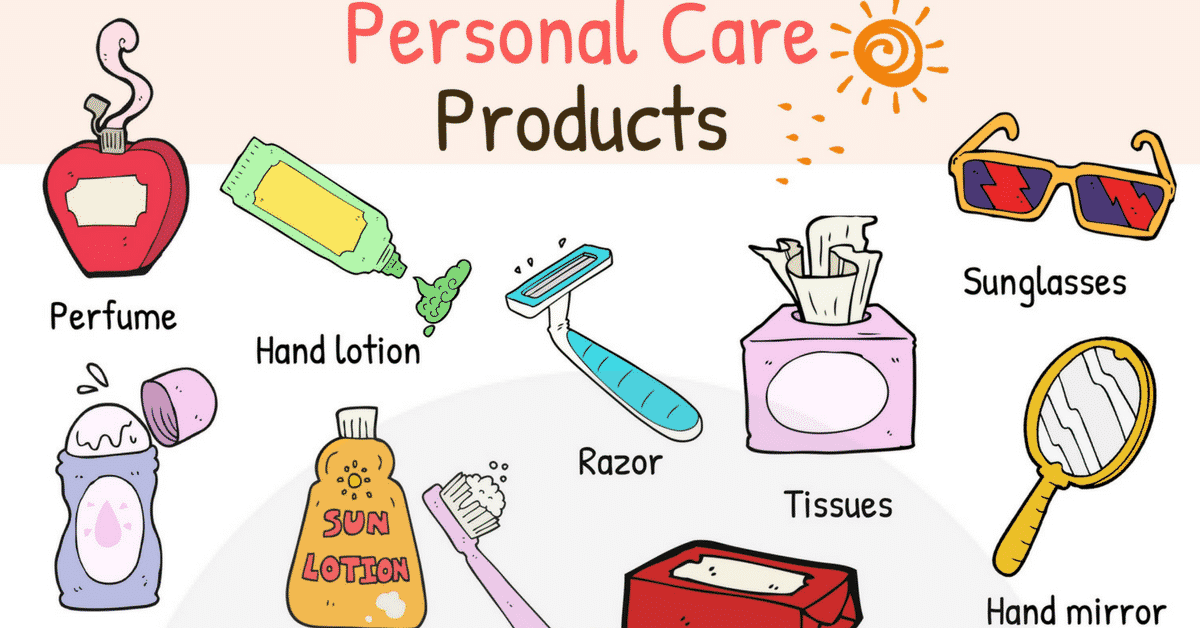 Personal Care
Products
Perfume
Hand lotion
Razor
Tissues
Sunglasses
SUN
LOTION
Hand mirror